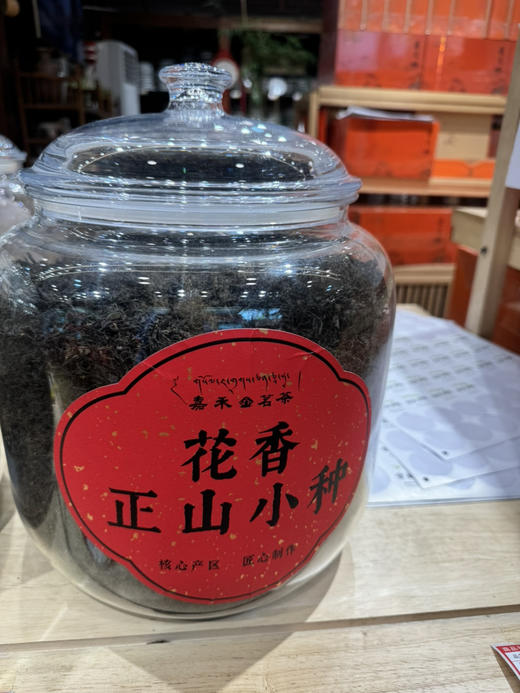 嘉禾金茗茶
花香
正山小种
核心产区 匠心制作